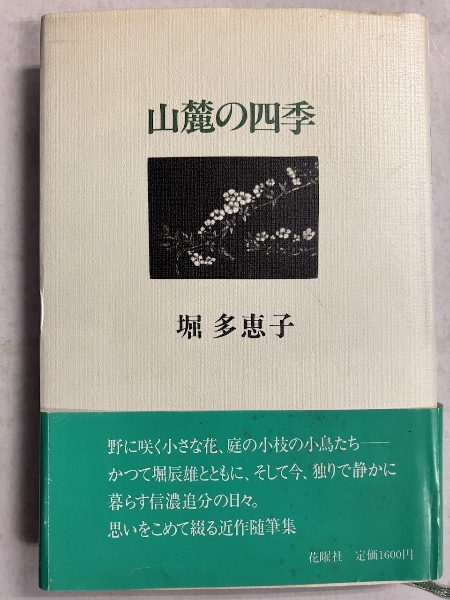 山麓の四季
堀 多恵子
野に咲く小さな花、庭の小枝の小鳥たち——
かつて堀辰雄とともに、そして今、独りで静かに
暮らす信濃追分の日々。
思いをこめて綴る近作随筆集
花曜社 定価1600円